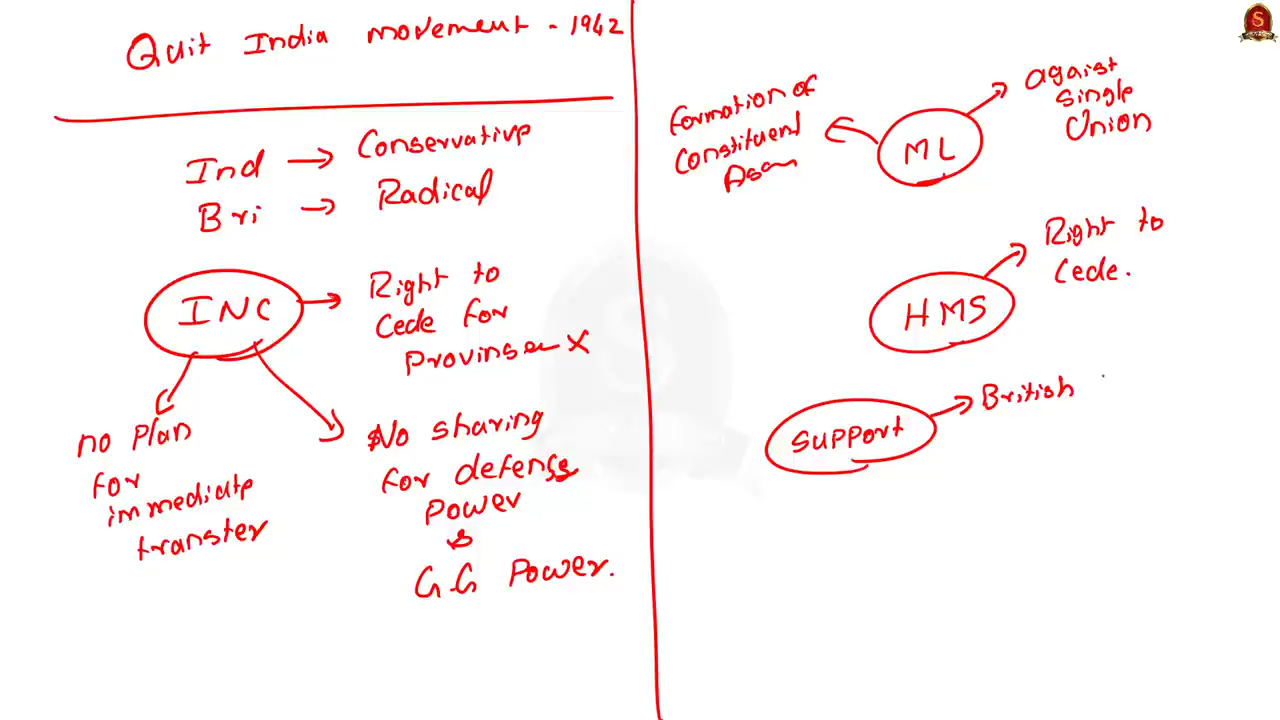 Quit India movement - 1942
Ind → Conservative
Bri → Radical
INC
Right to
Cede for
Provinsen X
no Plan
for
immediate
transfer
No sharing
for defense
Power
&
G.G Power.
Formation of
Constituent
Assm
ML
against
single
Union
HMS
Right to
Cede.
Support
British
S